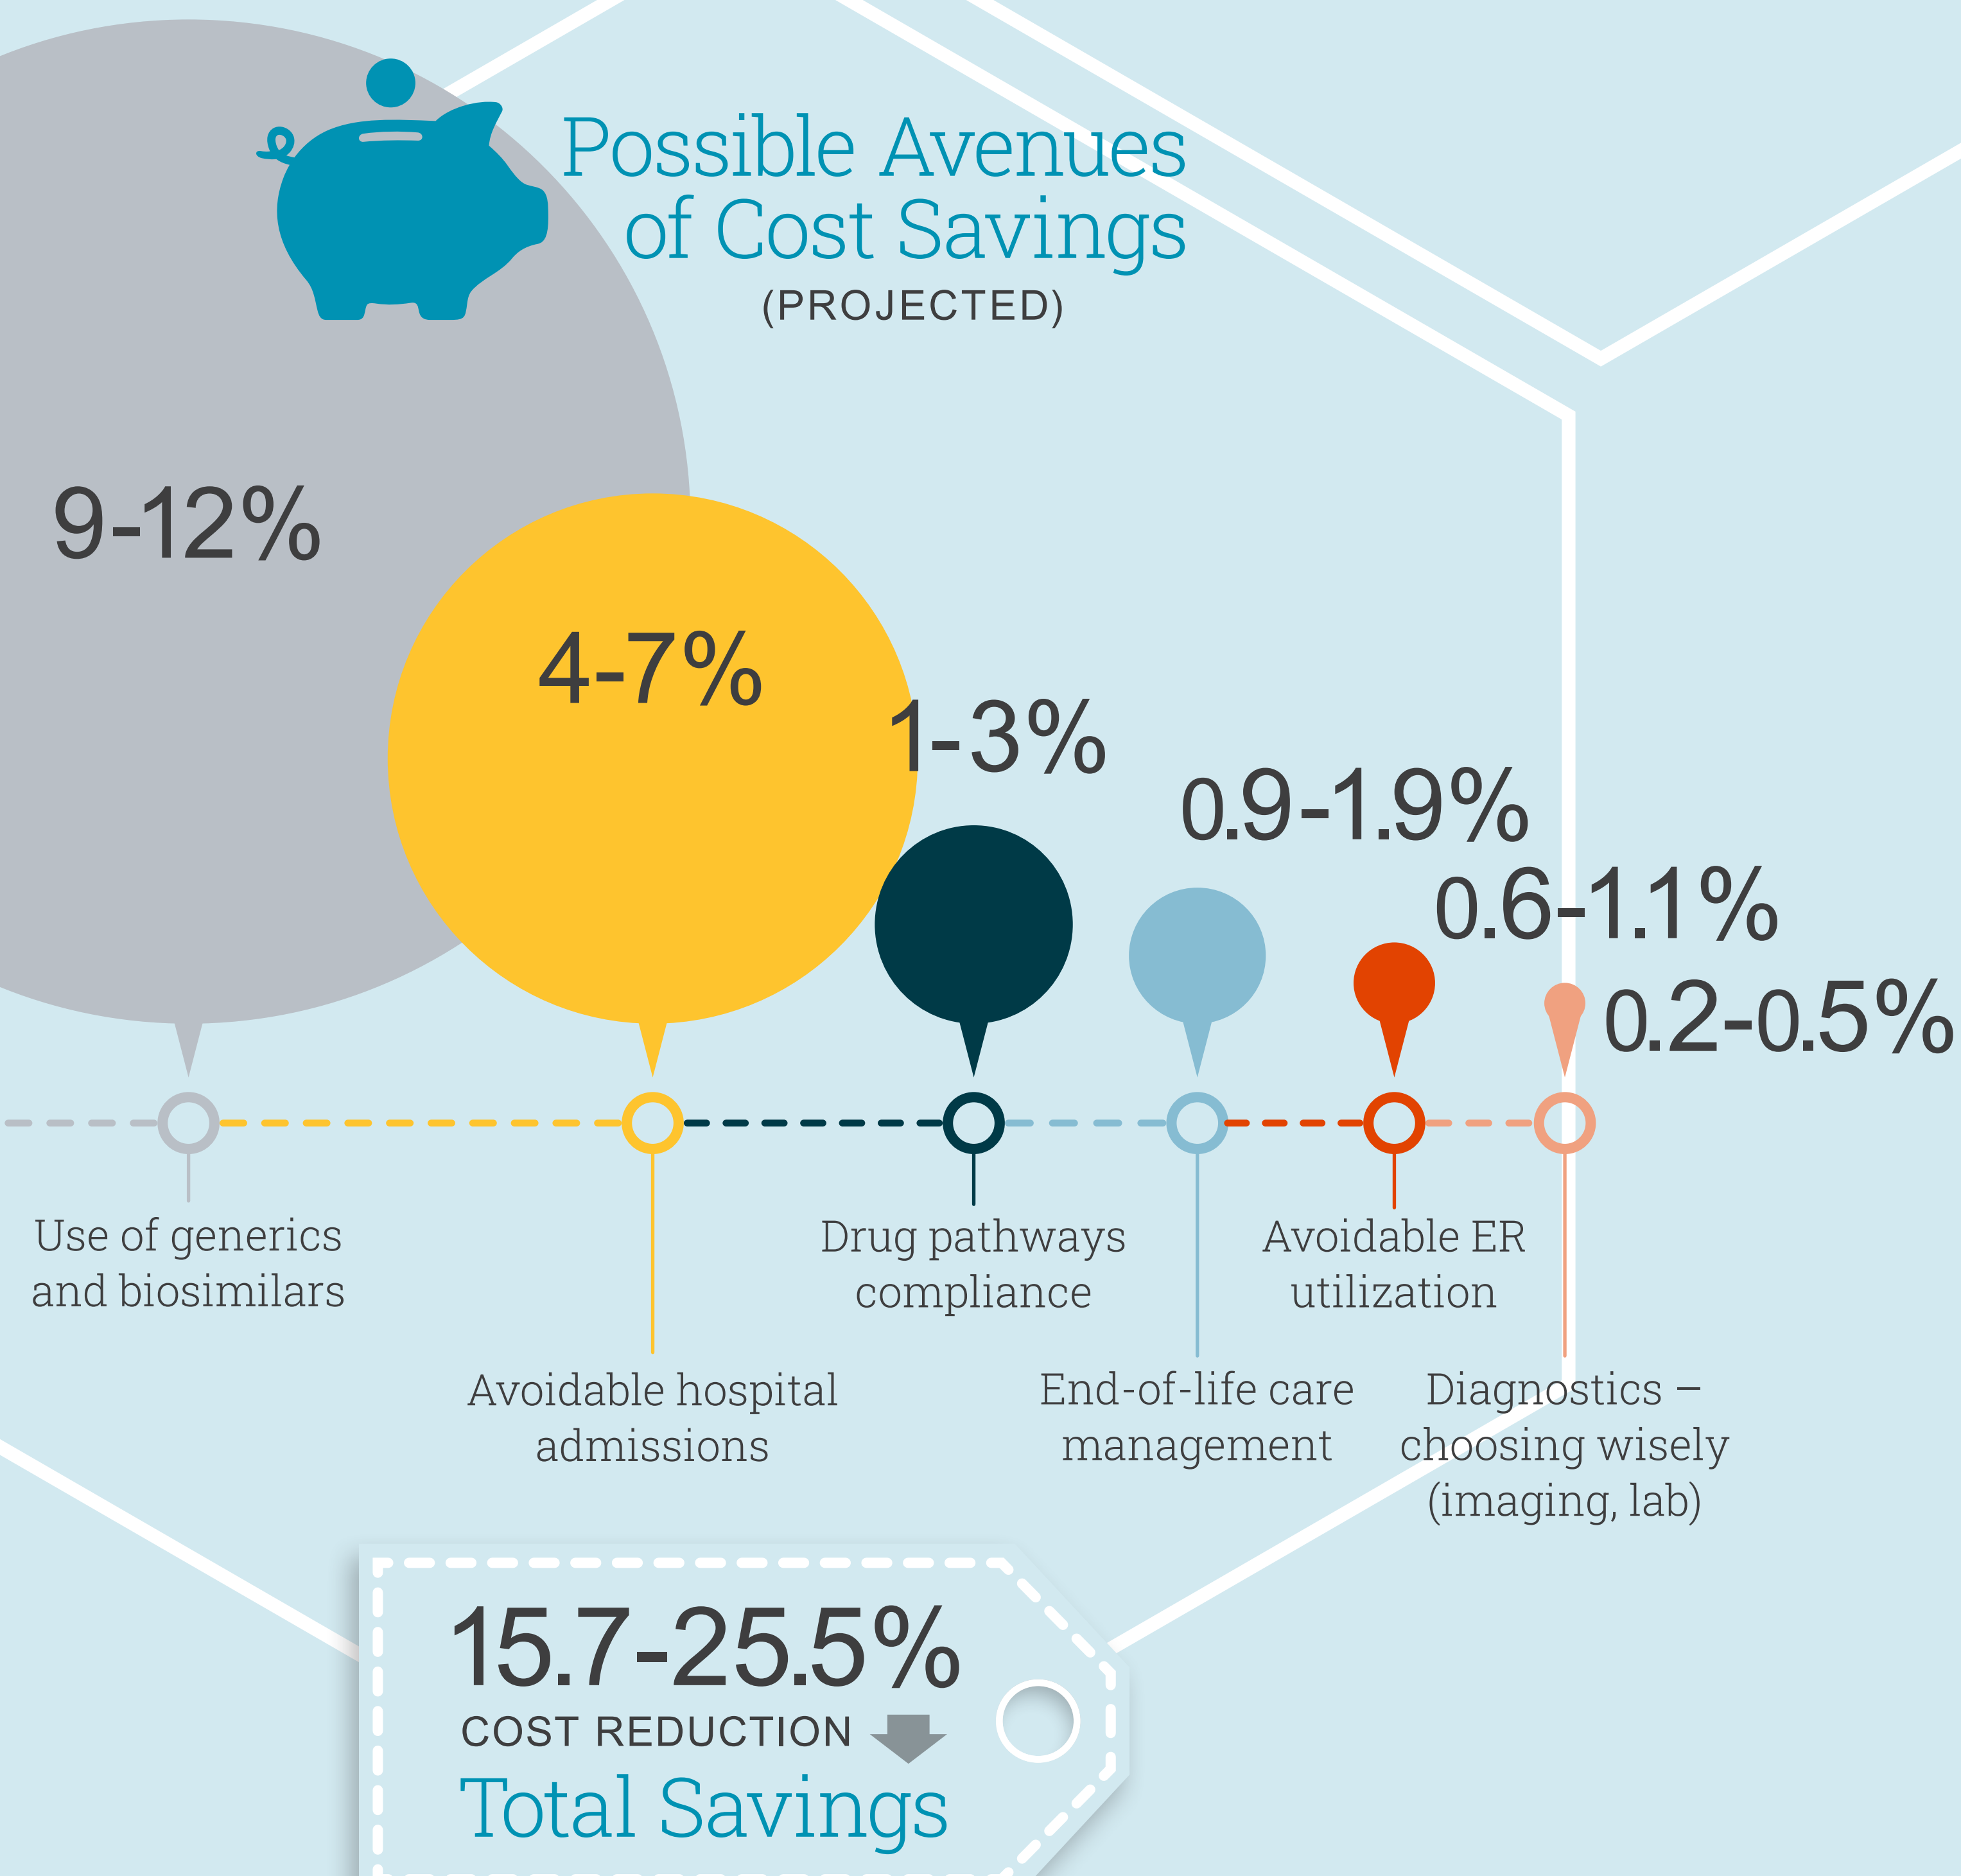 Possible Avenues
of Cost Savings
(PROJECTED)
9-12%
4-7%
1-3%
0.9-1.9%
0.6-1.1%
0.2-0.5%
Use of generics
and biosimilars
Avoidable hospital
admissions
Drug pathways
compliance
End-of-life care
management
Avoidable ER
utilization
Diagnostics –
choosing wisely
(imaging, lab)
15.7-25.5%
COST REDUCTION
Total Savings